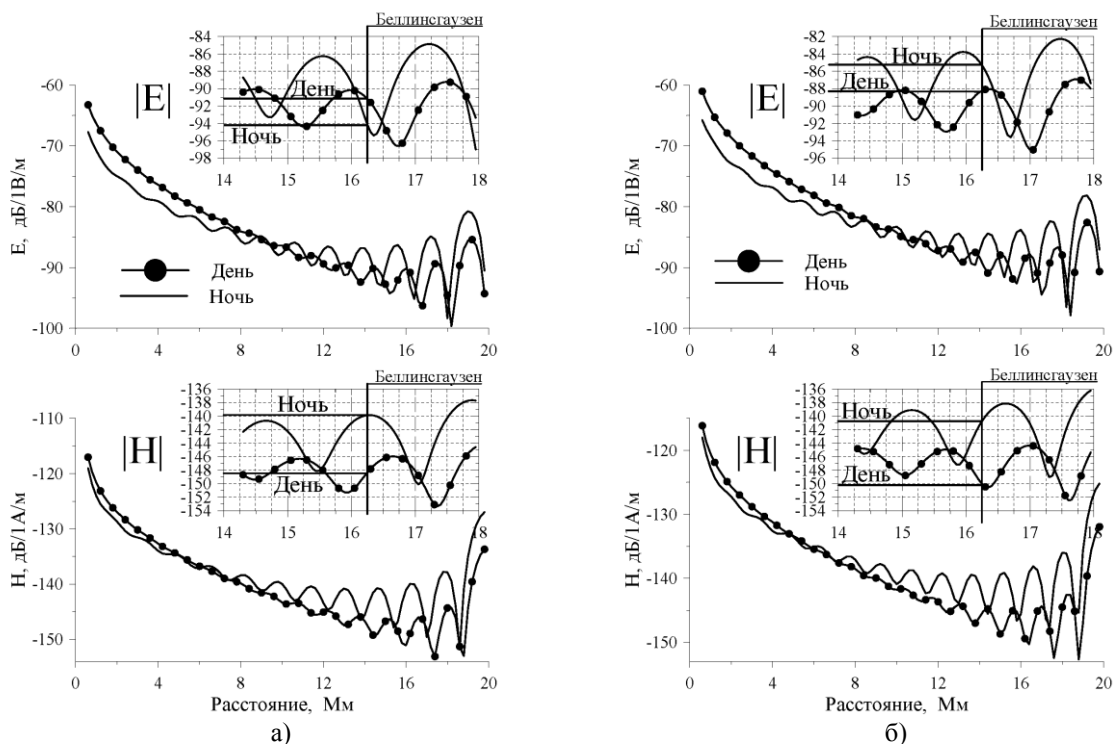 Беллинсгаузен
-84
-86
-88
-90
-92
-94
-96
-98
День
Ночь
14 15 16 17 18
|E|
-60
-70
-80
-90
-100
E, дБ/1В/м
День
Ночь
0 4 8 12 16 20
Беллинсгаузен
-82
-84
-86
-88
-90
-92
-94
-96
Ночь
День
14 15 16 17 18
|E|
-60
-70
-80
-90
-100
E, дБ/1В/м
День
Ночь
0 4 8 12 16 20
Беллинсгаузен
-136
-138
-140
-142
-144
-146
-148
-150
-152
-154
Ночь
День
14 15 16 17 18
|H|
-110
-120
-130
-140
-150
H, дБ/1А/м
0 4 8 12 16 20
Расстояние, Мм
а)
Беллинсгаузен
-136
-138
-140
-142
-144
-146
-148
-150
-152
-154
Ночь
День
14 15 16 17 18
|H|
-120
-130
-140
-150
H, дБ/1А/м
0 4 8 12 16 20
Расстояние, Мм
б)